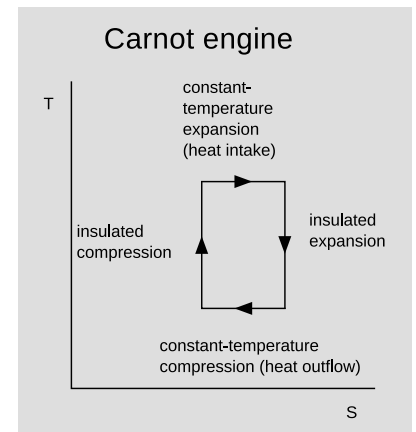 Carnot engine
T
constant-
temperature
expansion
(heat intake)
insulated
compression
insulated
expansion
constant-temperature
compression (heat outflow)
S